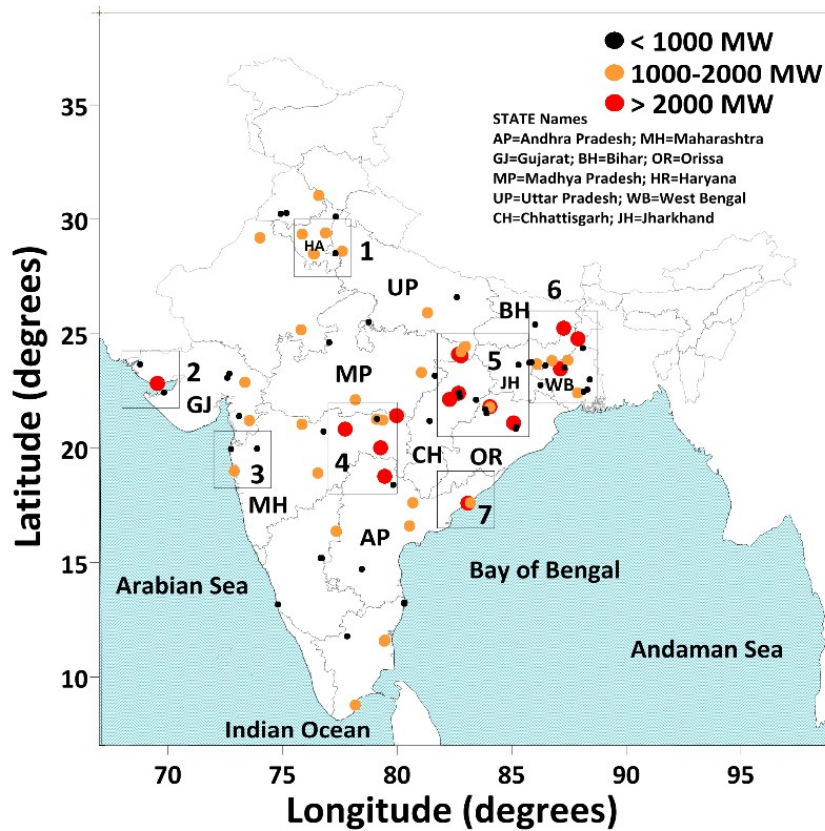 < 1000 MW
1000-2000 MW
> 2000 MW
STATE Names
AP=Andhra Pradesh; MH=Maharashtra
GJ=Gujarat; BH=Bihar; OR=Orissa
MP=Madhya Pradesh; HR=Haryana
UP=Uttar Pradesh; WB=West Bengal
CH=Chhattisgarh; JH=Jharkhand
Latitude (degrees)
35
30
25
20
15
10
HA
1
UP
6
BH
2
GJ
MP
5
JH
WB
3
MH
4
CH
OR
AP
7
Arabian Sea
Bay of Bengal
Andaman Sea
Indian Ocean
70 75 80 85 90 95
Longitude (degrees)